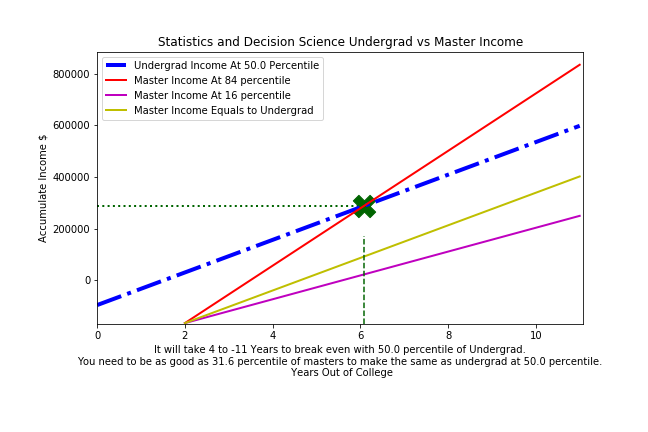 Statistics and Decision Science Undergrad vs Master Income
Undergrad Income At 50.0 Percentile
Master Income At 84 percentile
Master Income At 16 percentile
Master Income Equals to Undergrad
800000
600000
400000
200000
0
Accumulate Income $
0 2 4 6 8 10
It will take 4 to -11 Years to break even with 50.0 percentile of Undergrad.
You need to be as good as 31.6 percentile of masters to make the same as undergrad at 50.0 percentile.
Years Out of College